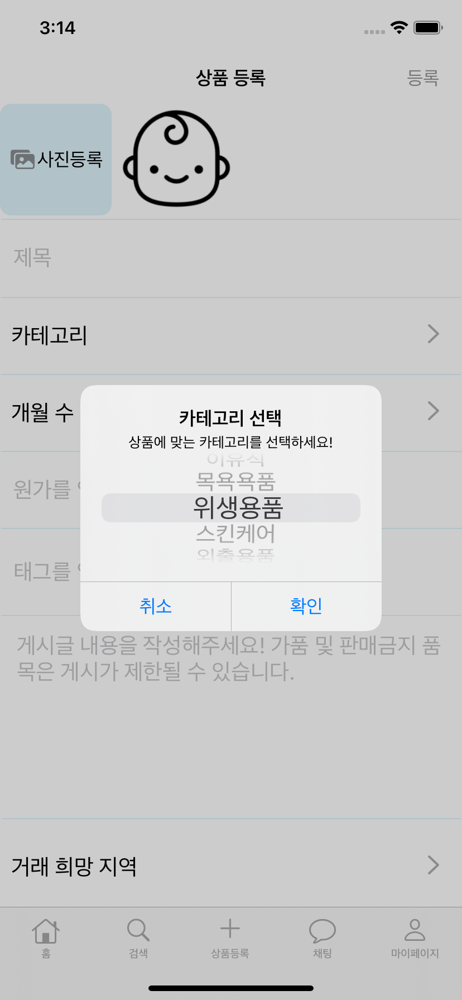 3:14
상품 등록
등록
사진등록
제목
카테고리
개월 수
카테고리 선택
상품에 맞는 카테고리를 선택하세요!
이유식
목욕용품
원가를
위생용품
스킨케어
외출용품
태그를
취소
확인
게시글 내용을 작성해주세요! 가품 및 판매금지 품
목은 게시가 제한될 수 있습니다.
거래 희망 지역
홈
검색
상품등록
채팅
마이페이지